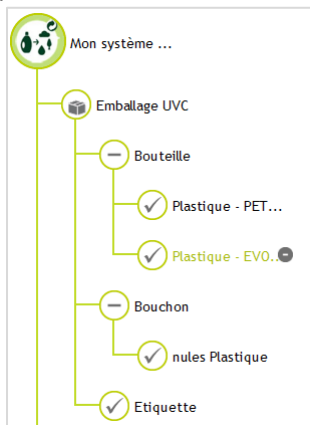 Mon système ...
Emballage UVC
Bouteille
Plastique - PET...
Plastique - EVO..
Bouchon
nules Plastique
Etiquette